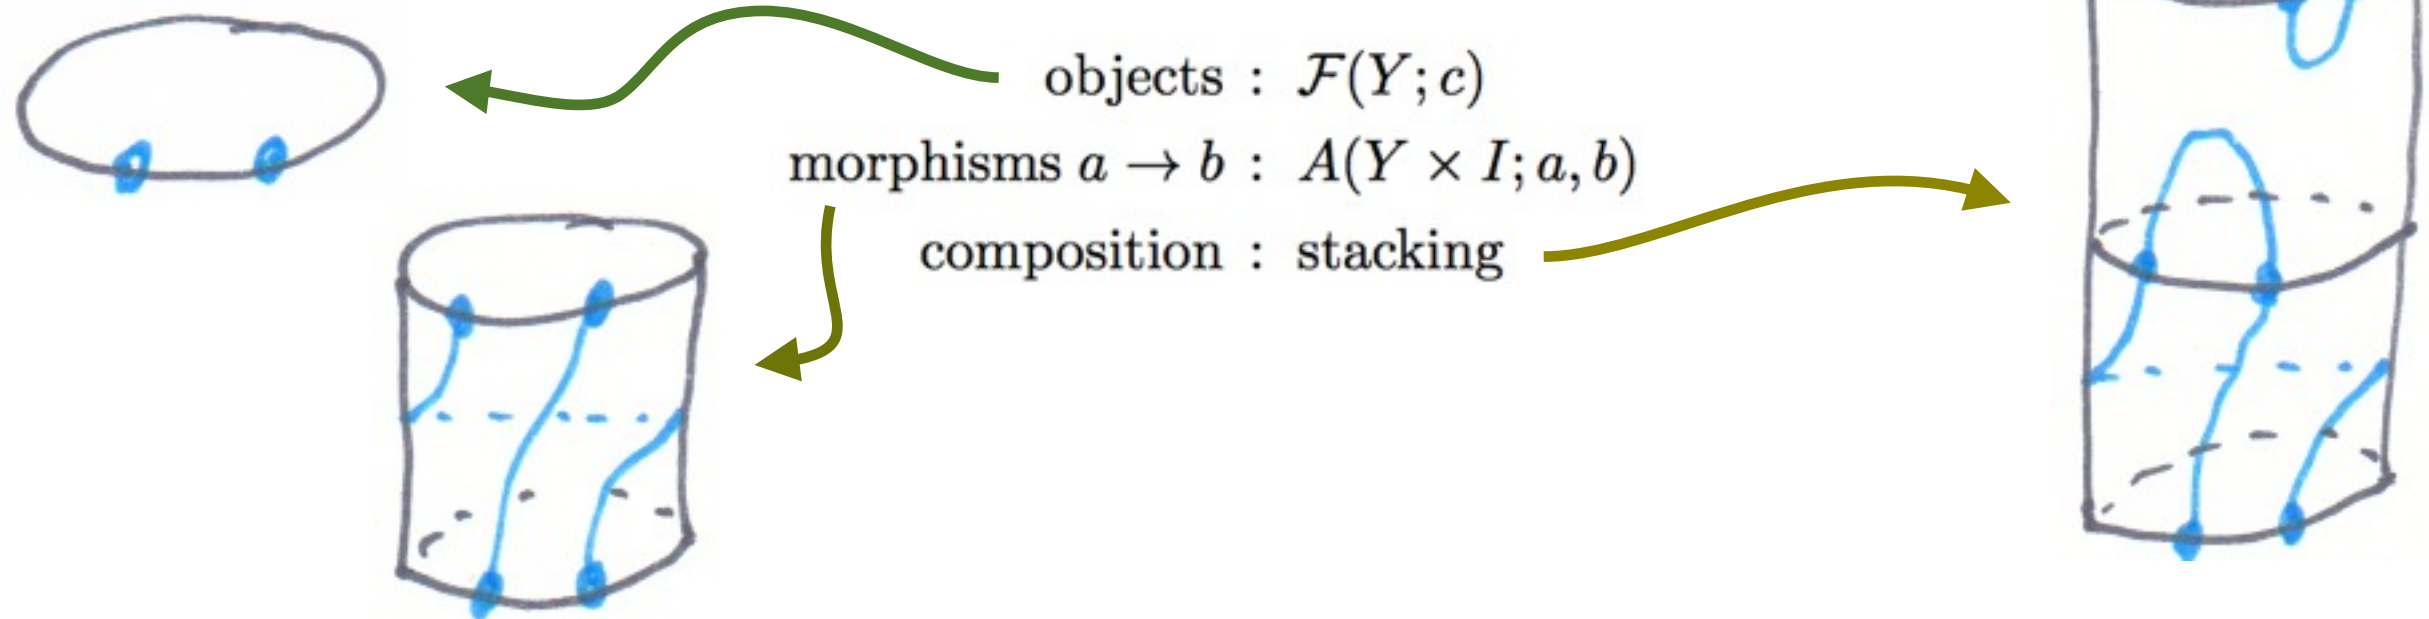 objects : 𝓕(Y; c)
morphisms a → b : A(Y × I; a, b)
composition : stacking